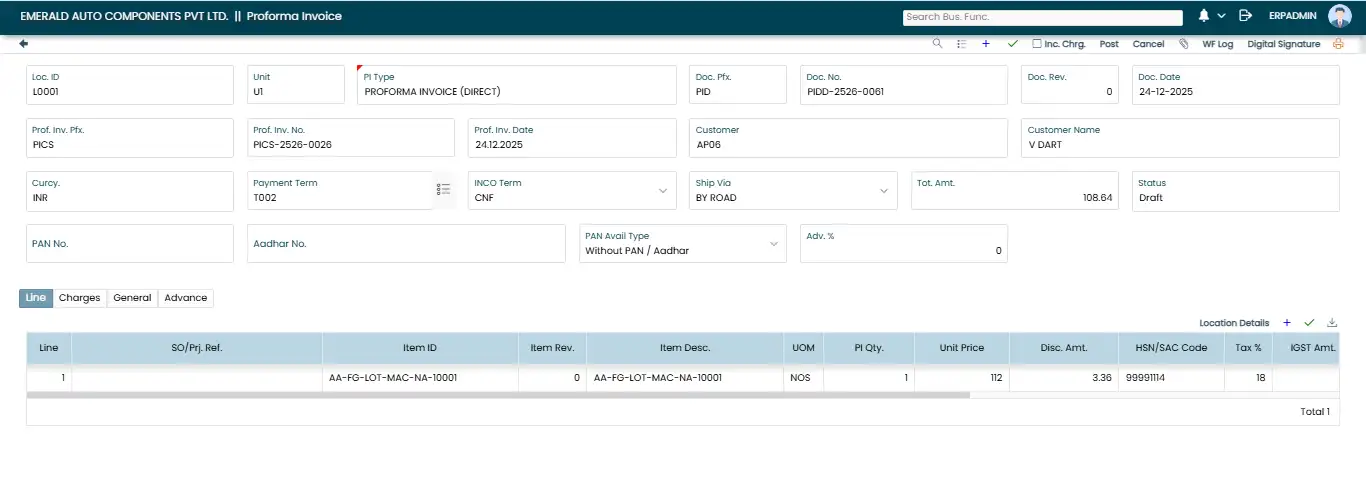 EMERALD AUTO COMPONENTS PVT LTD. || Proforma Invoice
Search Bus. Func.
ERPADMIN
Inc. Chrg. Post Cancel WF Log Digital Signature
Loc. ID Unit PI Type Doc. Pfx. Doc. No. Doc. Rev. Doc. Date
L0001 U1 PROFORMA INVOICE (DIRECT) PID PIDD-2526-0061 0 24-12-2025
Prof. Inv. Pfx. Prof. Inv. No. Prof. Inv. Date Customer Customer Name
PICS PICS-2526-0026 24.12.2025 AP06 V DART
Curcy. Payment Term INCO Term Ship Via Tot. Amt. Status
INR T002 CNF BY ROAD 108.64 Draft
PAN No. Aadhar No. PAN Avail Type Adv. %
Without PAN / Aadhar 0
Line Charges General Advance
Location Details
Line SO/Prj. Ref. Item ID Item Rev. Item Desc. UOM PI Qty. Unit Price Disc. Amt. HSN/SAC Code Tax % IGST Amt.
1 AA-FG-LOT-MAC-NA-10001 0 AA-FG-LOT-MAC-NA-10001 NOS 1 112 3.36 99991114 18
Total 1